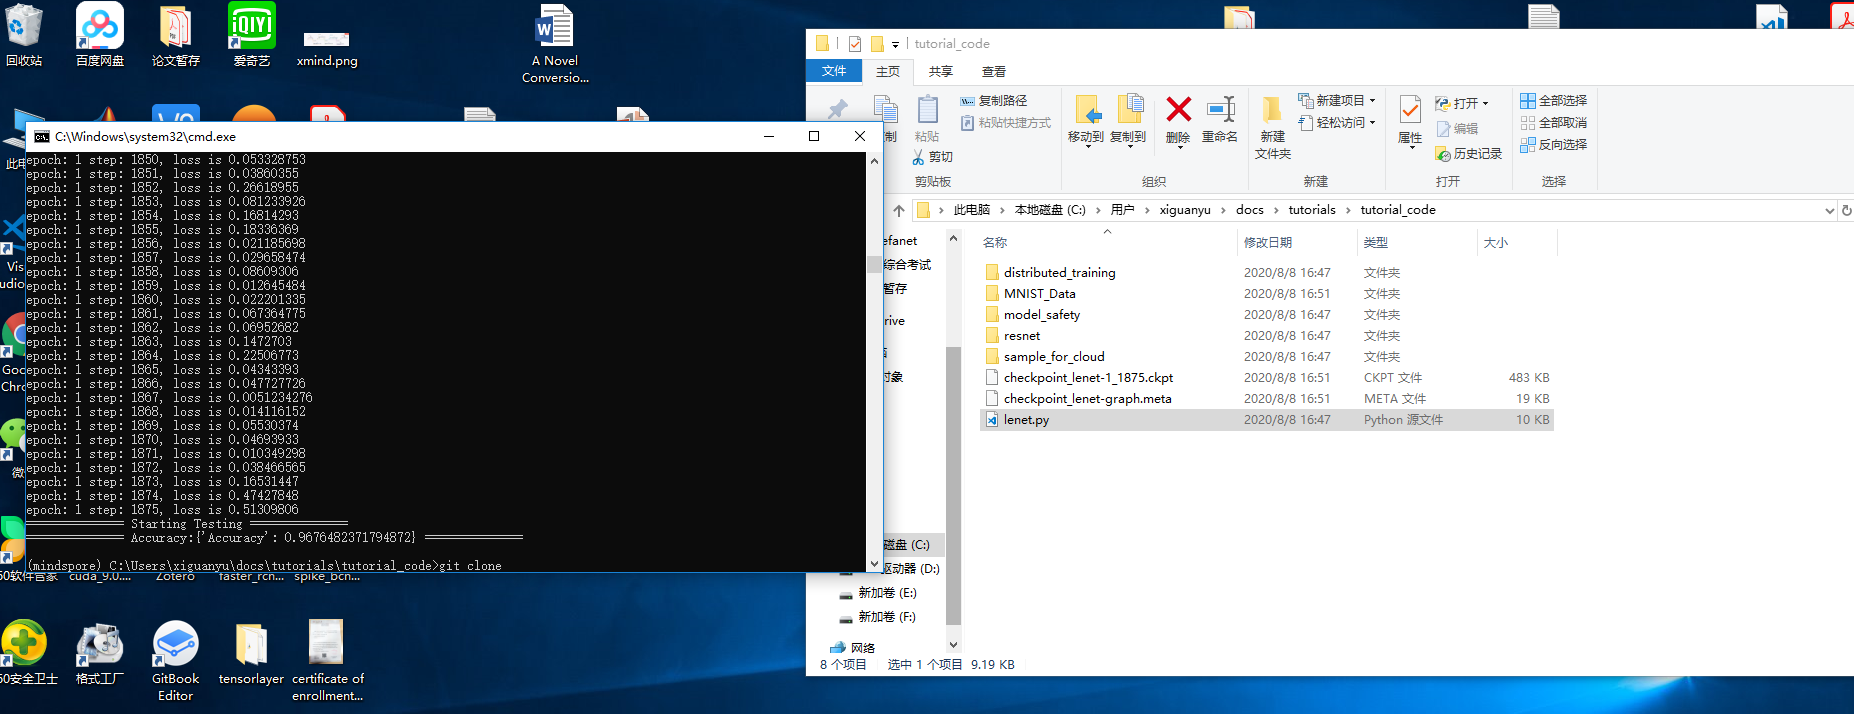 回收站
百度网盘
论文暂存
爱奇艺
xmind.png
A Novel
Conversio...
C:\Windows\system32\cmd.exe
epoch: 1 step: 1850, loss is 0.053328753
epoch: 1 step: 1851, loss is 0.03860355
epoch: 1 step: 1852, loss is 0.26618955
epoch: 1 step: 1853, loss is 0.081233926
epoch: 1 step: 1854, loss is 0.16814293
epoch: 1 step: 1855, loss is 0.18336369
epoch: 1 step: 1856, loss is 0.021185698
epoch: 1 step: 1857, loss is 0.029658474
epoch: 1 step: 1858, loss is 0.08609306
epoch: 1 step: 1859, loss is 0.012645484
epoch: 1 step: 1860, loss is 0.022201335
epoch: 1 step: 1861, loss is 0.067364775
epoch: 1 step: 1862, loss is 0.06952682
epoch: 1 step: 1863, loss is 0.1472703
epoch: 1 step: 1864, loss is 0.22506773
epoch: 1 step: 1865, loss is 0.04343393
epoch: 1 step: 1866, loss is 0.047727726
epoch: 1 step: 1867, loss is 0.0051234276
epoch: 1 step: 1868, loss is 0.014116152
epoch: 1 step: 1869, loss is 0.05530374
epoch: 1 step: 1870, loss is 0.04693933
epoch: 1 step: 1871, loss is 0.010349298
epoch: 1 step: 1872, loss is 0.038466565
epoch: 1 step: 1873, loss is 0.16531447
epoch: 1 step: 1874, loss is 0.47427848
epoch: 1 step: 1875, loss is 0.51309806
============== Starting Testing ==============
============== Accuracy:{'Accuracy': 0.9676482371794872} ==============
(mindspore) C:\Users\xiguanyu\docs\tutorials\tutorial_code>git clone
cuda_9.0....
Zotero
faster_rcn...
spike_bcn...
格式工厂
GitBook
Editor
tensorlayer
certificate of
enrollment...
tutorial_code
文件
主页
共享
查看
粘贴
复制路径
粘贴快捷方式
剪切
剪贴板
移动到
复制到
删除
重命名
组织
新建
文件夹
新建项目
轻松访问
新建
属性
打开
编辑
历史记录
打开
全部选择
全部取消
反向选择
选择
此电脑 › 本地磁盘 (C:) › 用户 › xiguanyu › docs › tutorials › tutorial_code
efanet
综合考试
暂存
rive
对象
磁盘 (C:)
驱动器 (D:)
新加卷 (E:)
新加卷 (F:)
网络
名称 修改日期 类型 大小
distributed_training 2020/8/8 16:47 文件夹
MNIST_Data 2020/8/8 16:51 文件夹
model_safety 2020/8/8 16:47 文件夹
resnet 2020/8/8 16:47 文件夹
sample_for_cloud 2020/8/8 16:47 文件夹
checkpoint_lenet-1_1875.ckpt 2020/8/8 16:51 CKPT 文件 483 KB
checkpoint_lenet-graph.meta 2020/8/8 16:51 META 文件 19 KB
lenet.py 2020/8/8 16:47 Python 源文件 10 KB
8 个项目 选中 1 个项目 9.19 KB